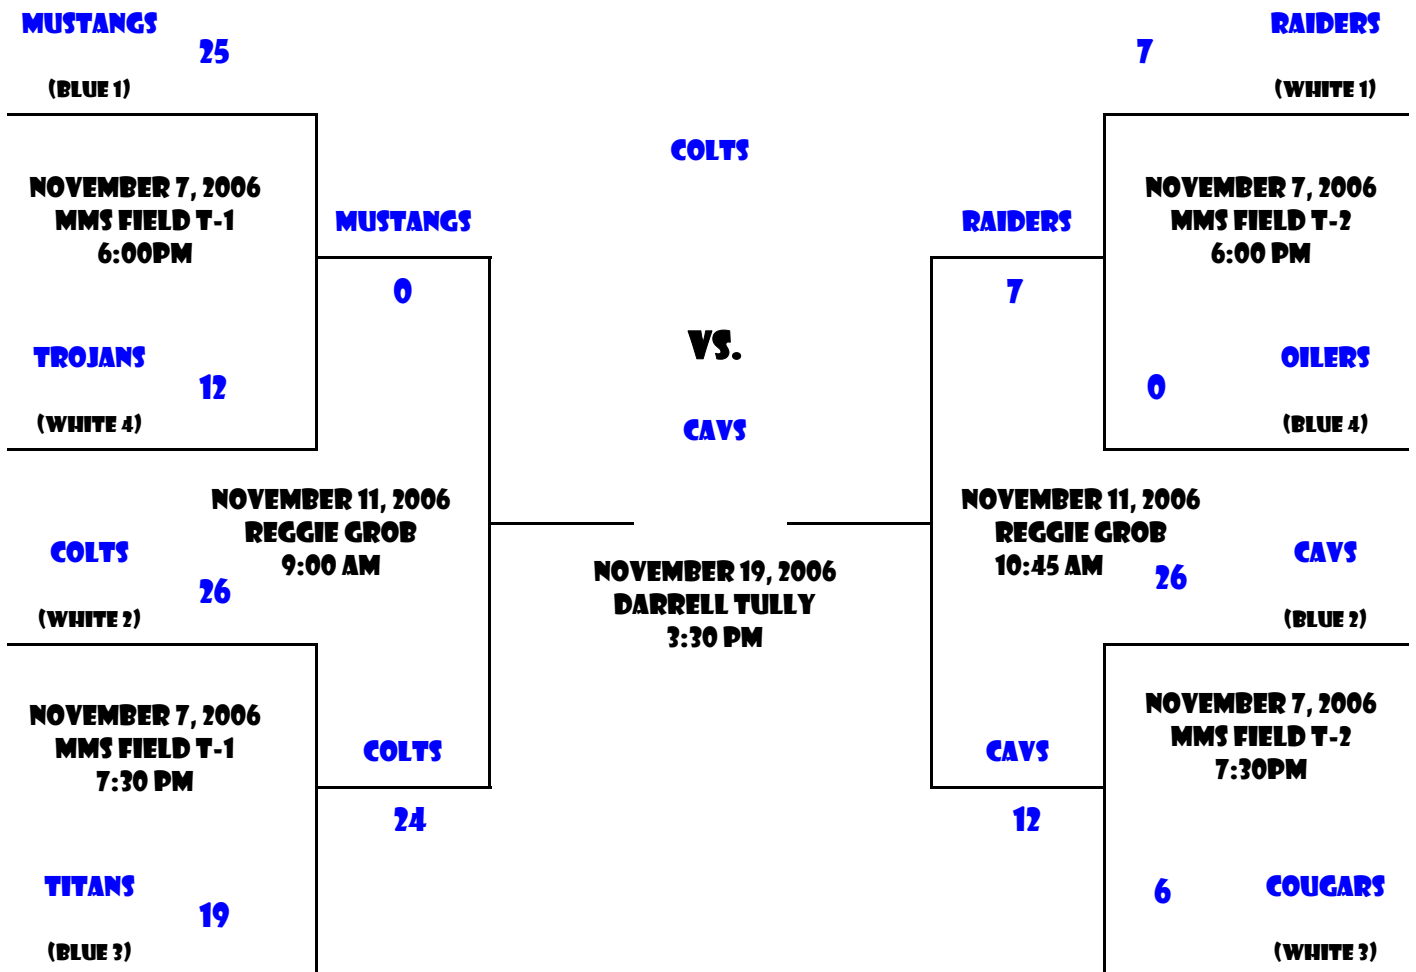 MUSTANGS
25
(BLUE 1)
NOVEMBER 7, 2006
MMS FIELD T-1
6:00PM
TROJANS
12
(WHITE 4)
COLTS
26
(WHITE 2)
NOVEMBER 7, 2006
MMS FIELD T-1
7:30 PM
TITANS
19
(BLUE 3)
MUSTANGS
0
NOVEMBER 11, 2006
REGGIE GROB
9:00 AM
COLTS
24
COLTS
VS.
CAVS
NOVEMBER 19, 2006
DARRELL TULLY
3:30 PM
RAIDERS
7
NOVEMBER 11, 2006
REGGIE GROB
10:45 AM
CAVS
12
RAIDERS
7
(WHITE 1)
NOVEMBER 7, 2006
MMS FIELD T-2
6:00 PM
OILERS
0
(BLUE 4)
CAVS
26
(BLUE 2)
NOVEMBER 7, 2006
MMS FIELD T-2
7:30PM
6 COUGARS
(WHITE 3)